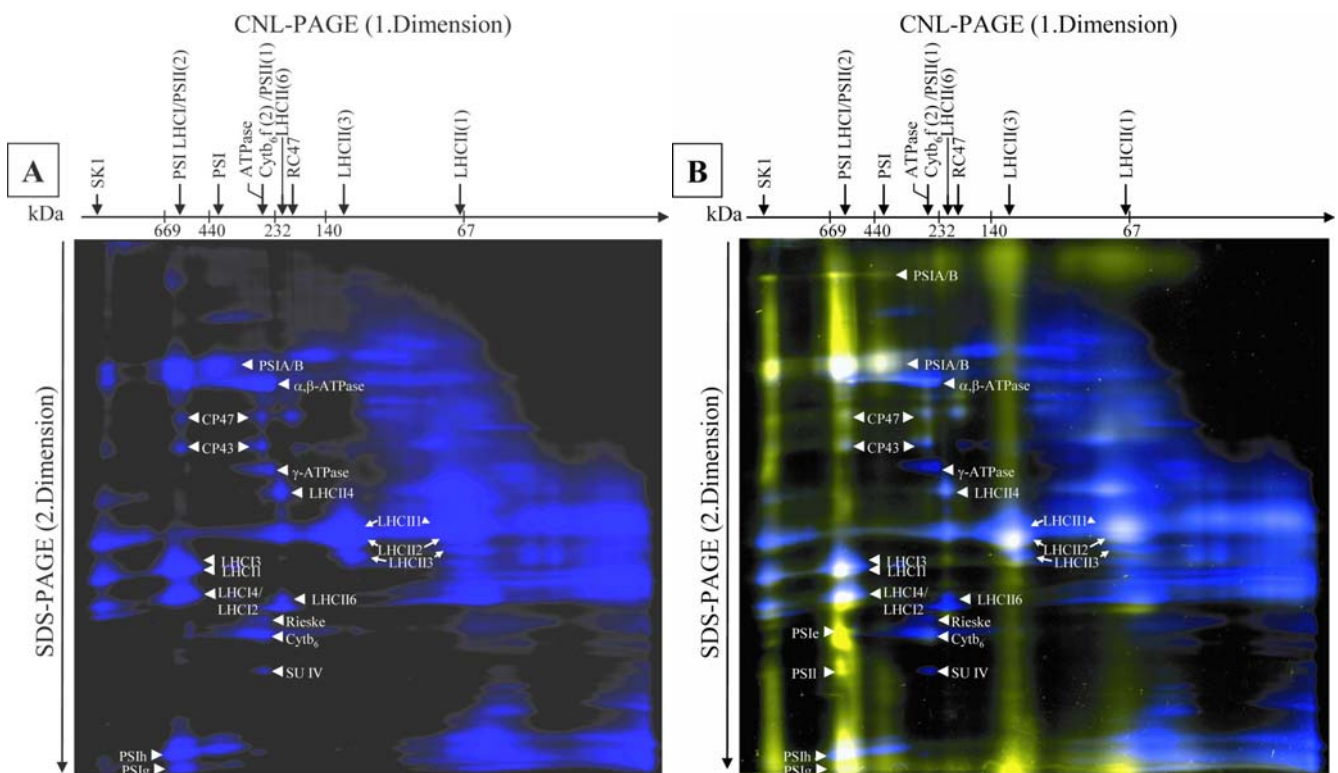 CNL-PAGE (1.Dimension)
SK1
PSI LHCI/PSII(2)
PSI
ATPase
Cytb₆f (2) /PSII(1)
LHCII(6)
RC47
LHCII(3)
LHCII(1)
A
kDa
669 440 232 140 67
SDS-PAGE (2.Dimension)
PSIA/B
α,β-ATPase
CP47
CP43
γ-ATPase
LHCII4
LHCII1
LHCII2
LHCII3
LHCI3
LHCI1
LHCI4/
LHCI2
LHCII6
Rieske
Cytb₆
SU IV
PSIh
PSIg
CNL-PAGE (1.Dimension)
SK1
PSI LHCI/PSII(2)
PSI
ATPase
Cytb₆f (2) /PSII(1)
LHCII(6)
RC47
LHCII(3)
LHCII(1)
B
kDa
669 440 232 140 67
SDS-PAGE (2.Dimension)
PSIA/B
PSIA/B
α,β-ATPase
CP47
CP43
γ-ATPase
LHCII4
LHCII1
LHCII2
LHCII3
LHCI3
LHCI1
LHCI4/
LHCI2
LHCII6
Rieske
PSIe
Cytb₆
PSIl
SU IV
PSIh
PSIg